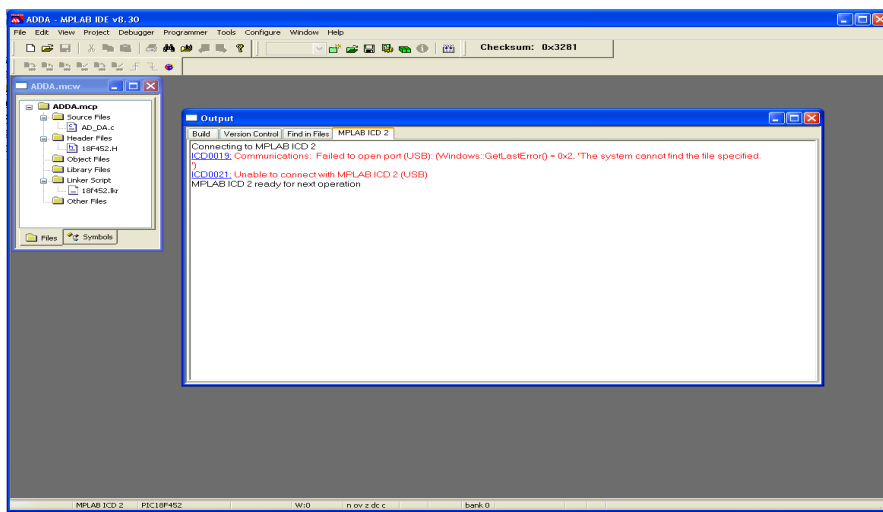 ADDA - MPLAB IDE v8.30
File Edit View Project Debugger Programmer Tools Configure Window Help
Checksum: 0x3281
ADDA.mcw
ADDA.mcp
Source Files
AD_DA.c
Header Files
18F452.H
Object Files
Library Files
Linker Script
18f452.lkr
Other Files
Files Symbols
Output
Build Version Control Find in Files MPLAB ICD 2
Connecting to MPLAB ICD 2
ICD0019: Communications: Failed to open port (USB): (Windows::GetLastError() = 0x2, 'The system cannot find the file specified.
')
ICD0021: Unable to connect with MPLAB ICD 2 (USB)
MPLAB ICD 2 ready for next operation
MPLAB ICD 2 PIC18F452 W:0 n ov z dc c bank 0